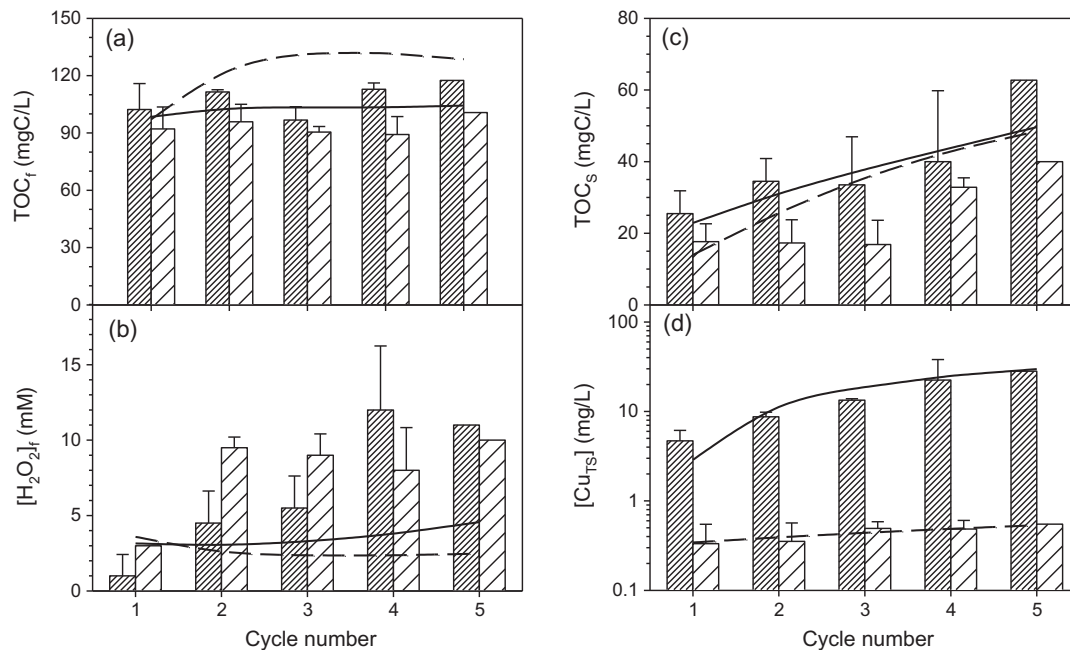 (a)
TOCf (mgC/L)
150
120
90
60
30
0
(b)
[H2O2]f (mM)
15
10
5
0
1 2 3 4 5
Cycle number
(c)
TOCS (mgC/L)
80
60
40
20
0
(d)
[CuTS] (mg/L)
100
10
1
0.1
1 2 3 4 5
Cycle number